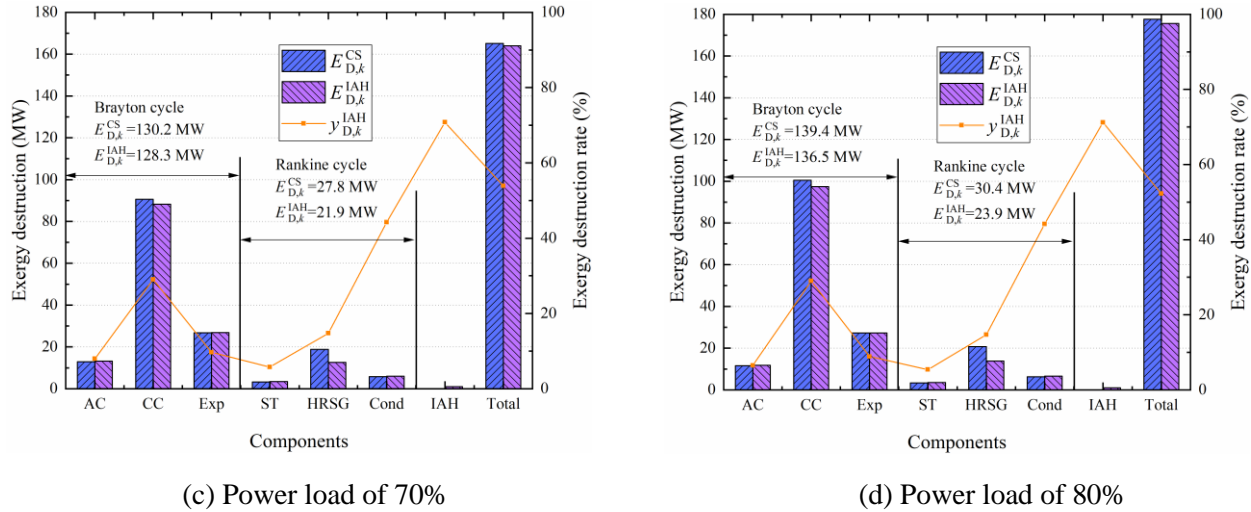 180
160
140
120
100
80
60
40
20
0
Exergy destruction (MW)
100
80
60
40
20
0
Exergy destruction rate (%)
E_{D,k}^{CS}
E_{D,k}^{IAH}
y_{D,k}^{IAH}
Brayton cycle
E_{D,k}^{CS}=130.2 MW
E_{D,k}^{IAH}=128.3 MW
Rankine cycle
E_{D,k}^{CS}=27.8 MW
E_{D,k}^{IAH}=21.9 MW
AC CC Exp ST HRSG Cond IAH Total
Components
(c) Power load of 70%
180
160
140
120
100
80
60
40
20
0
Exergy destruction (MW)
100
80
60
40
20
0
Exergy destruction rate (%)
E_{D,k}^{CS}
E_{D,k}^{IAH}
y_{D,k}^{IAH}
Brayton cycle
E_{D,k}^{CS}=139.4 MW
E_{D,k}^{IAH}=136.5 MW
Rankine cycle
E_{D,k}^{CS}=30.4 MW
E_{D,k}^{IAH}=23.9 MW
AC CC Exp ST HRSG Cond IAH Total
Components
(d) Power load of 80%